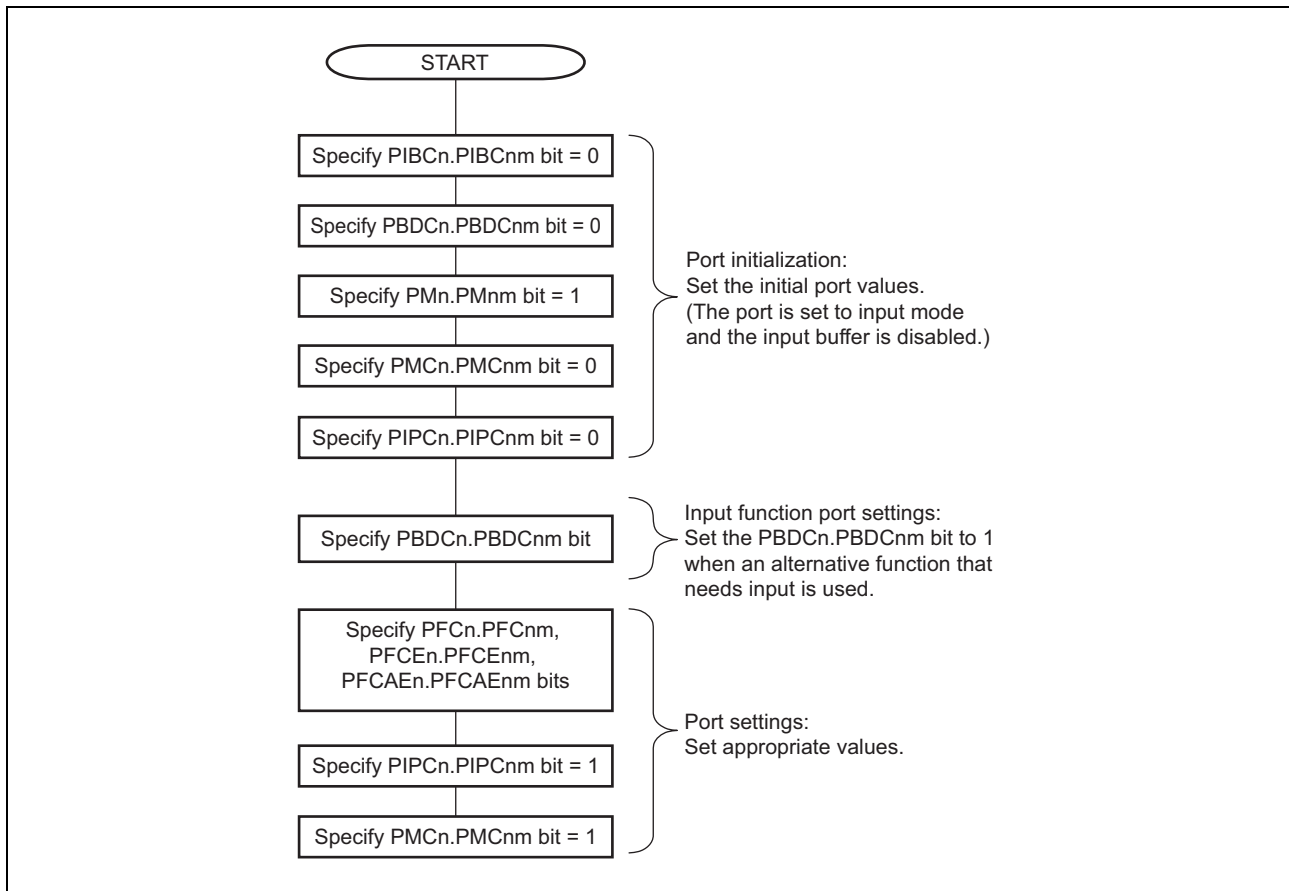 START
Specify PIBCn.PIBCnm bit = 0
Specify PBDCn.PBDCnm bit = 0
Specify PMn.PMnm bit = 1
Specify PMCn.PMCnm bit = 0
Specify PIPCn.PIPCnm bit = 0
Port initialization:
Set the initial port values.
(The port is set to input mode
and the input buffer is disabled.)
Specify PBDCn.PBDCnm bit
Input function port settings:
Set the PBDCn.PBDCnm bit to 1
when an alternative function that
needs input is used.
Specify PFCn.PFCnm,
PFCEn.PFCEnm,
PFCAEn.PFCAEnm bits
Specify PIPCn.PIPCnm bit = 1
Specify PMCn.PMCnm bit = 1
Port settings:
Set appropriate values.